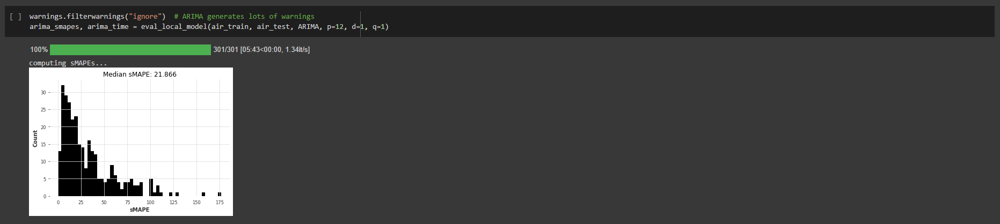 [ ] warnings.filterwarnings("ignore")  # ARIMA generates lots of warnings
arima_smapes, arima_time = eval_local_model(air_train, air_test, ARIMA, p=12, d=1, q=1)
100% 301/301 [05:43<00:00, 1.34it/s]
computing sMAPEs...
Median sMAPE: 21.866
30
25
20
15
10
5
0
Count
0 25 50 75 100 125 150 175
sMAPE